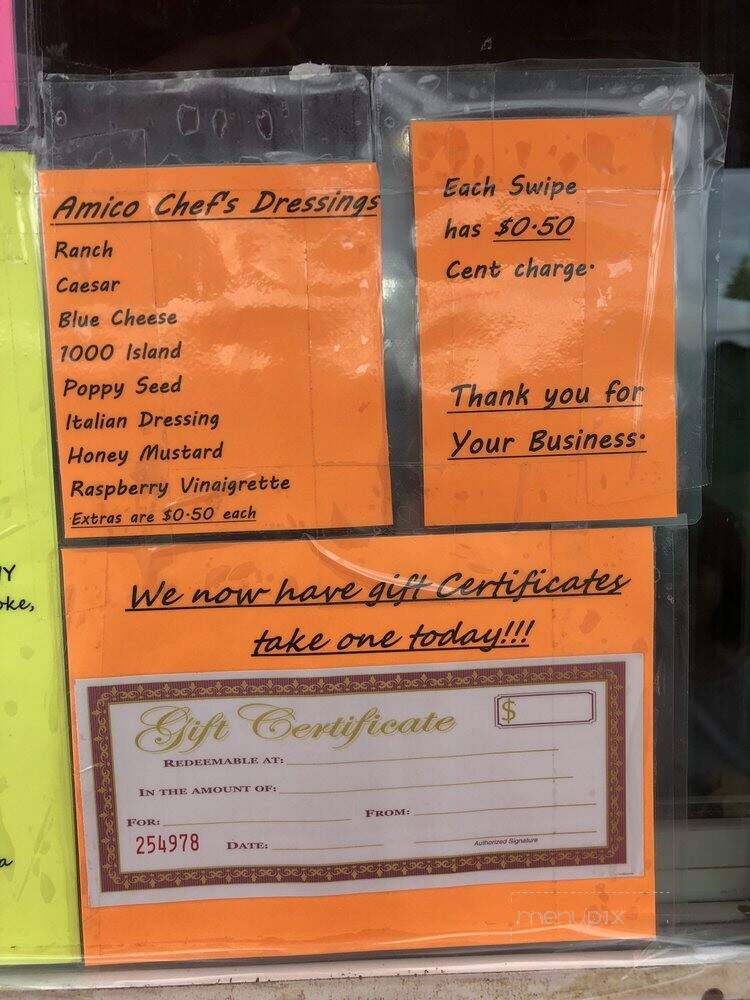 Amico Chef's Dressings
Ranch
Caesar
Blue Cheese
1000 Island
Poppy Seed
Italian Dressing
Honey Mustard
Raspberry Vinaigrette
Extras are $0.50 each
Each Swipe
has $0.50
Cent charge.
Thank you for
Your Business.
We now have gift Certificates
take one today!!!
Gift Certificate
$
REDEEMABLE AT:
IN THE AMOUNT OF:
FOR:
FROM:
254978
DATE:
Authorized Signature
menupix